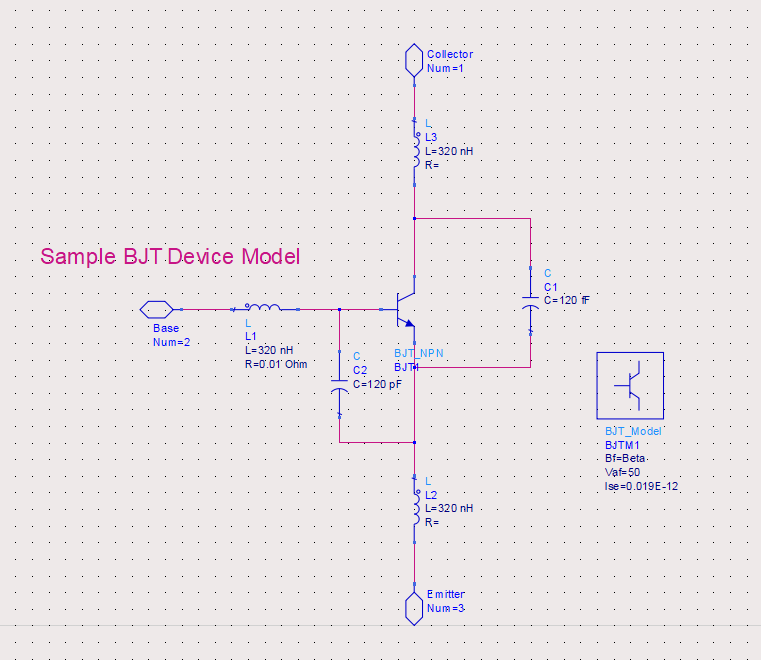 Collector
Num=1
L
L3
L=320 nH
R=
Sample BJT Device Model
C
C1
C=120 fF
Base
Num=2
L
L1
L=320 nH
R=0.01 Ohm
BJT_NPN
BJT1
C
C2
C=120 pF
BJT_Model
BJTM1
Bf=Beta
Vaf=50
Ise=0.019E-12
L
L2
L=320 nH
R=
Emitter
Num=3